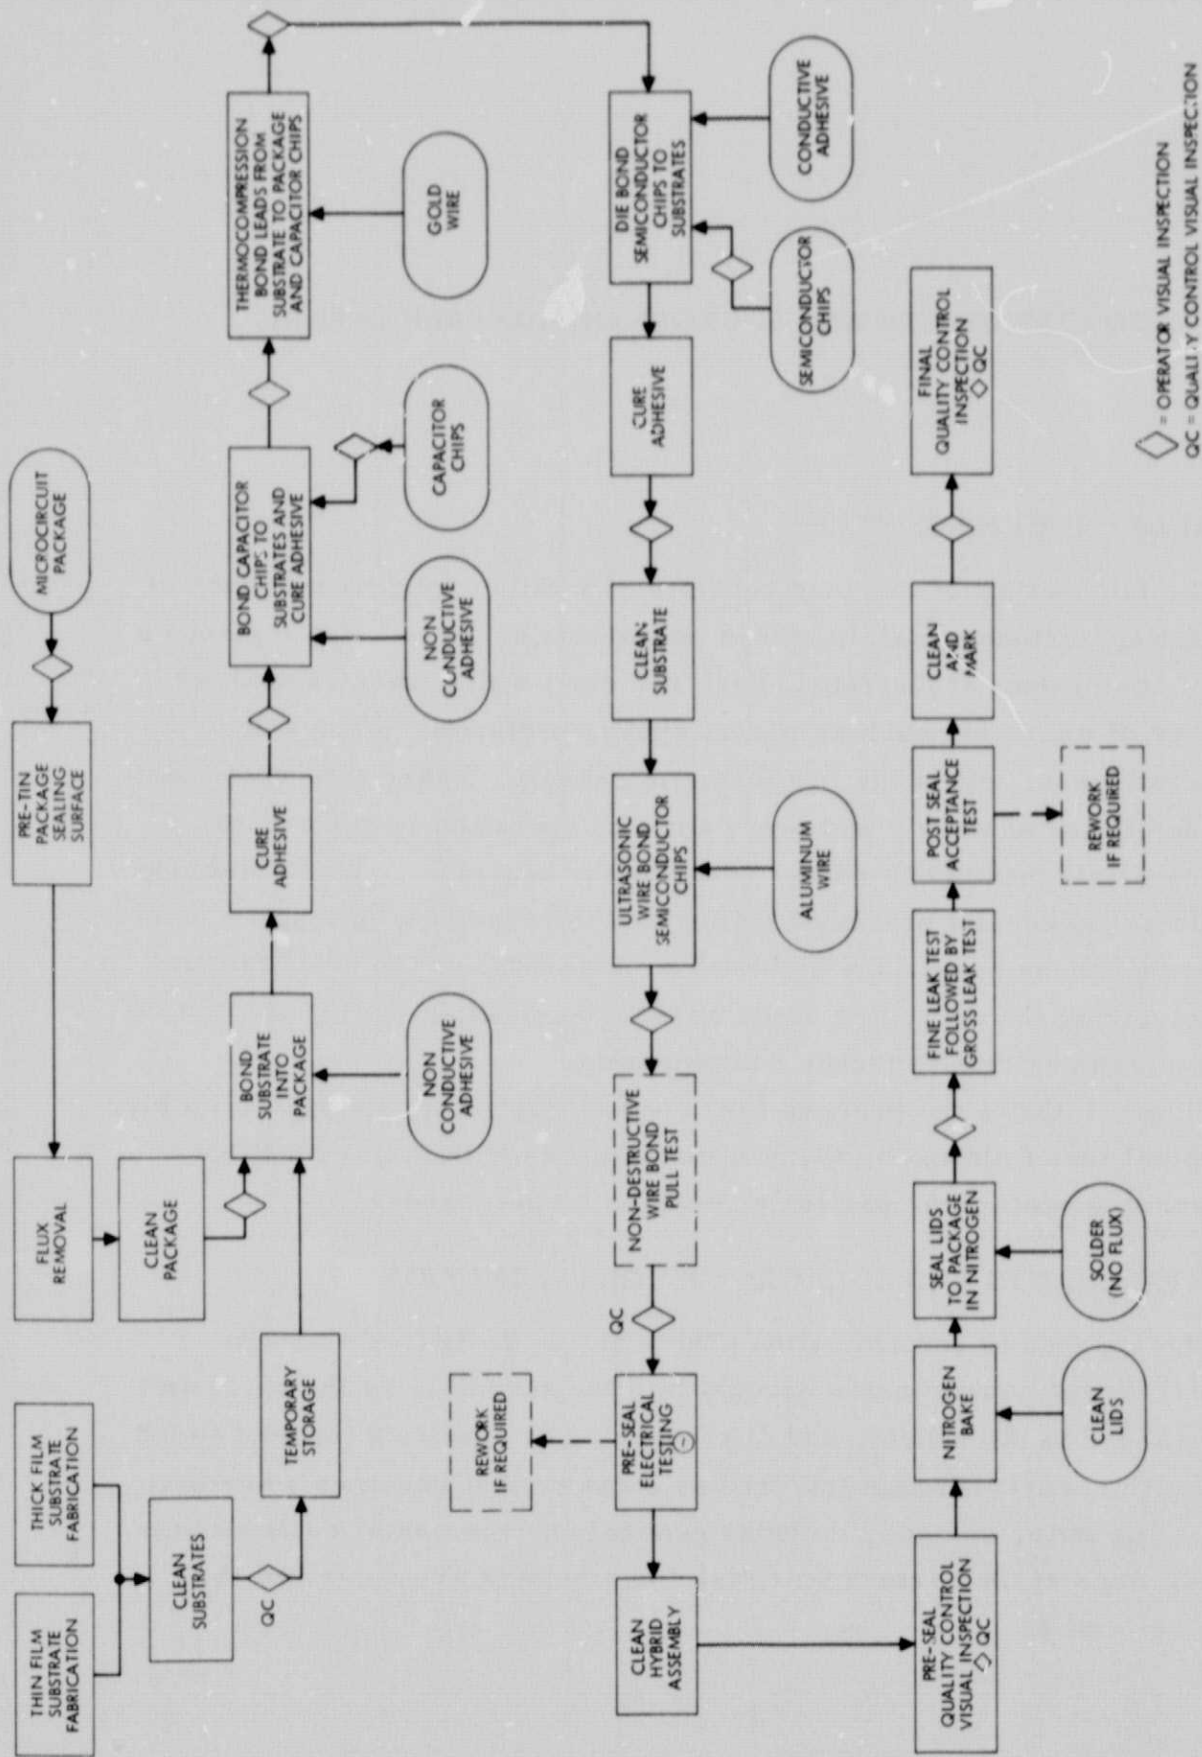 THIN FILM
SUBSTRATE
FABRICATION
THICK FILM
SUBSTRATE
FABRICATION
CLEAN
SUBSTRATES
QC
TEMPORARY
STORAGE
MICROCIRCUIT
PACKAGE
PRE-TIN
PACKAGE
SEALING
SURFACE
FLUX
REMOVAL
CLEAN
PACKAGE
BOND
SUBSTRATE
INTO
PACKAGE
NON
CONDUCTIVE
ADHESIVE
CURE
ADHESIVE
BOND CAPACITOR
CHIPS TO
SUBSTRATES AND
CURE ADHESIVE
NON
CONDUCTIVE
ADHESIVE
CAPACITOR
CHIPS
THERMOCOMPRESSION
BOND LEADS FROM
SUBSTRATE TO PACKAGE
AND CAPACITOR CHIPS
GOLD
WIRE
DIE BOND
SEMICONDUCTOR
CHIPS TO
SUBSTRATES
SEMICONDUCTOR
CHIPS
CONDUCTIVE
ADHESIVE
CURE
ADHESIVE
CLEAN
SUBSTRATE
ULTRASONIC
WIRE BOND
SEMICONDUCTOR
CHIPS
ALUMINUM
WIRE
NON-DESTRUCTIVE
WIRE BOND
PULL TEST
QC
PRE-SEAL
ELECTRICAL
TESTING
REWORK
IF REQUIRED
CLEAN
HYBRID
ASSEMBLY
PRE-SEAL
QUALITY CONTROL
VISUAL INSPECTION
QC
NITROGEN
BAKE
CLEAN
LIDS
SEAL LIDS
TO PACKAGE
IN NITROGEN
SOLDER
(NO FLUX)
FINE LEAK TEST
FOLLOWED BY
GROSS LEAK TEST
POST SEAL
ACCEPTANCE
TEST
REWORK
IF REQUIRED
CLEAN
AND
MARK
FINAL
QUALITY CONTROL
INSPECTION
◇ QC
◇ = OPERATOR VISUAL INSPECTION
QC = QUALITY CONTROL VISUAL INSPECTION